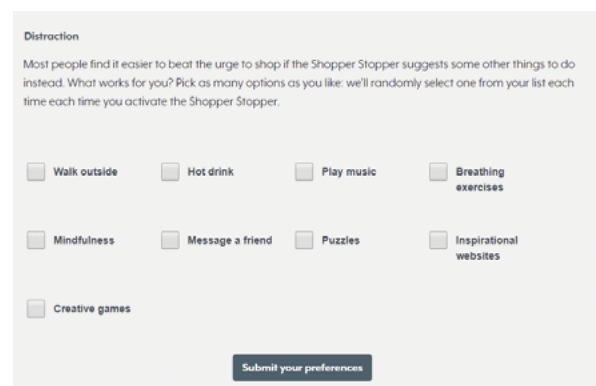 Distraction
Most people find it easier to beat the urge to shop if the Shopper Stopper suggests some other things to do
instead. What works for you? Pick as many options as you like: we'll randomly select one from your list each
time each time you activate the Shopper Stopper.
Walk outside
Hot drink
Play music
Breathing
exercises
Mindfulness
Message a friend
Puzzles
Inspirational
websites
Creative games
Submit your preferences